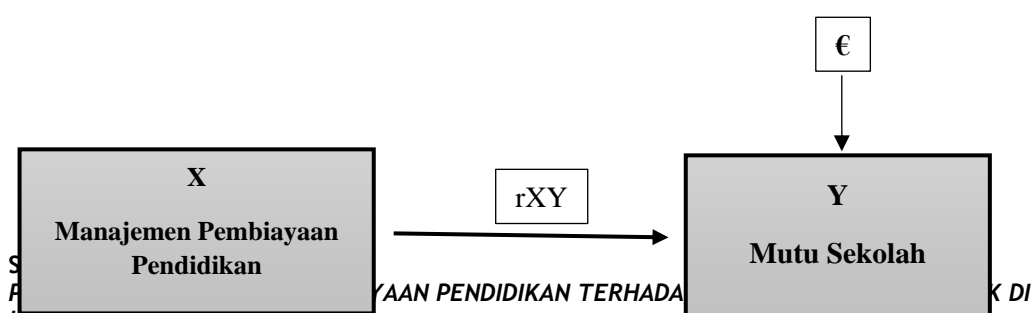 €
X
rXY
Y
Manajemen Pembiayaan
Pendidikan
Mutu Sekolah
S
P YAAN PENDIDIKAN TERHADA K DI